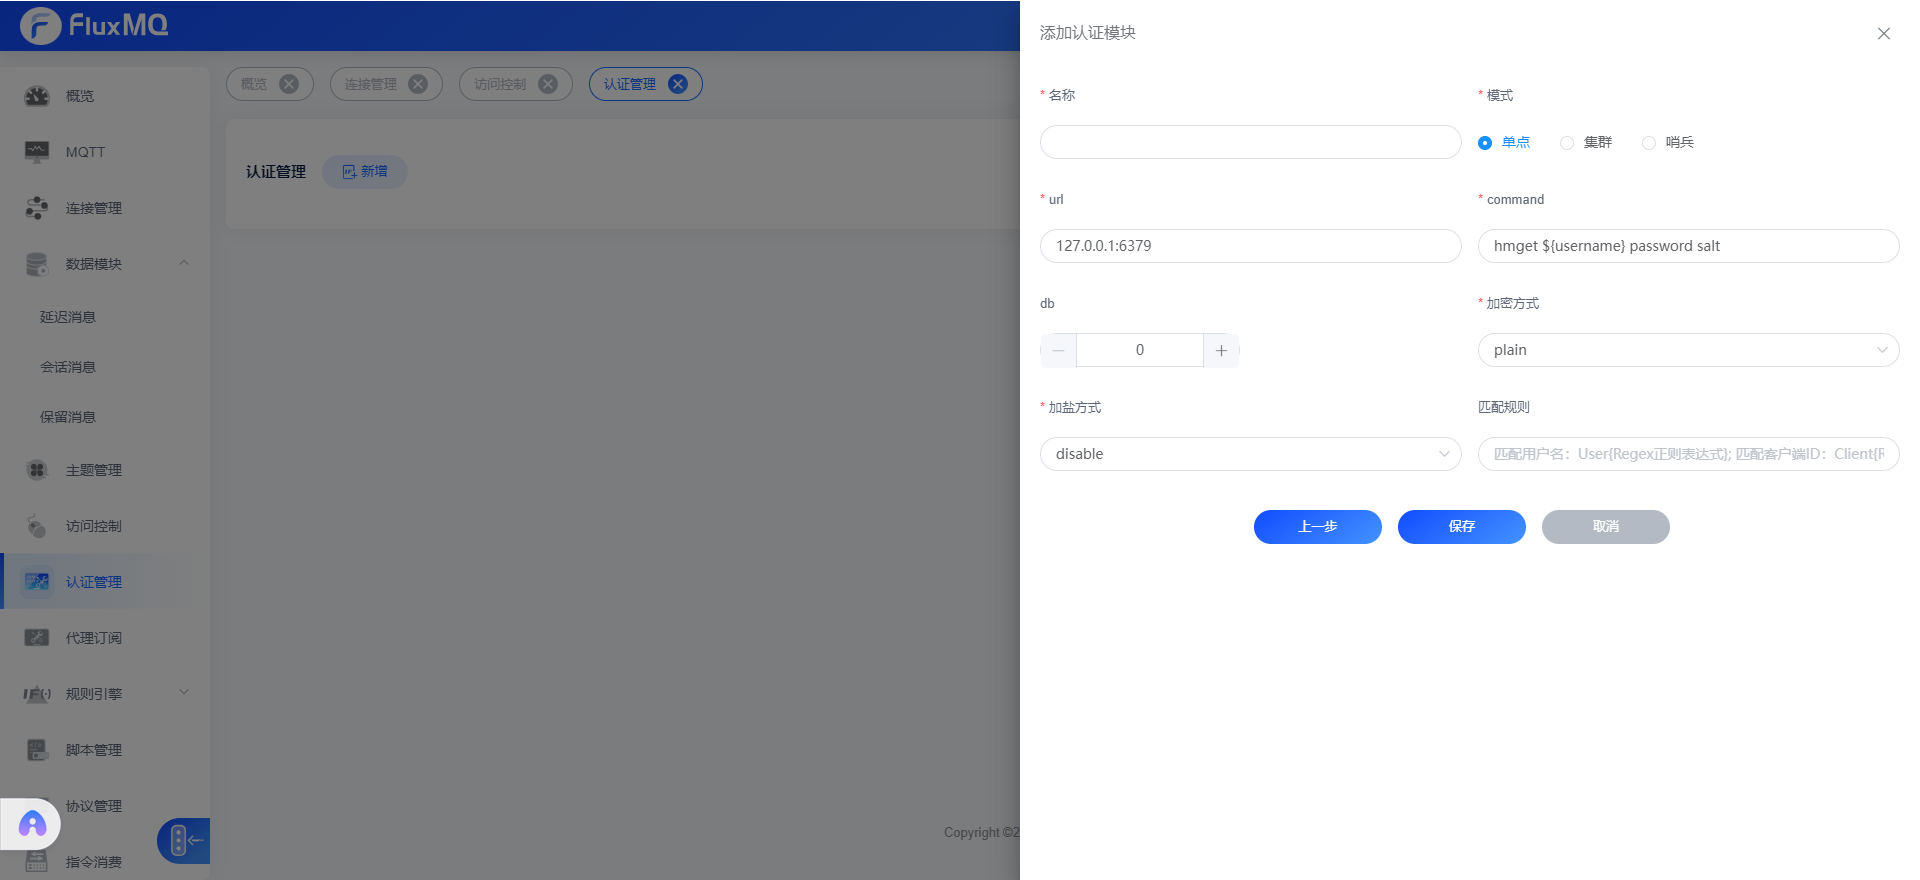 FluxMQ
概览
MQTT
连接管理
数据模块
延迟消息
会话消息
保留消息
主题管理
访问控制
认证管理
代理订阅
规则引擎
脚本管理
协议管理
指令消费
概览
连接管理
访问控制
认证管理
认证管理
新增
Copyright ©2
添加认证模块
* 名称
* 模式
单点
集群
哨兵
* url
127.0.0.1:6379
* command
hmget ${username} password salt
db
0
* 加密方式
plain
* 加盐方式
disable
匹配规则
匹配用户名：User{Regex正则表达式}; 匹配客户端ID：Client{R
上一步
保存
取消